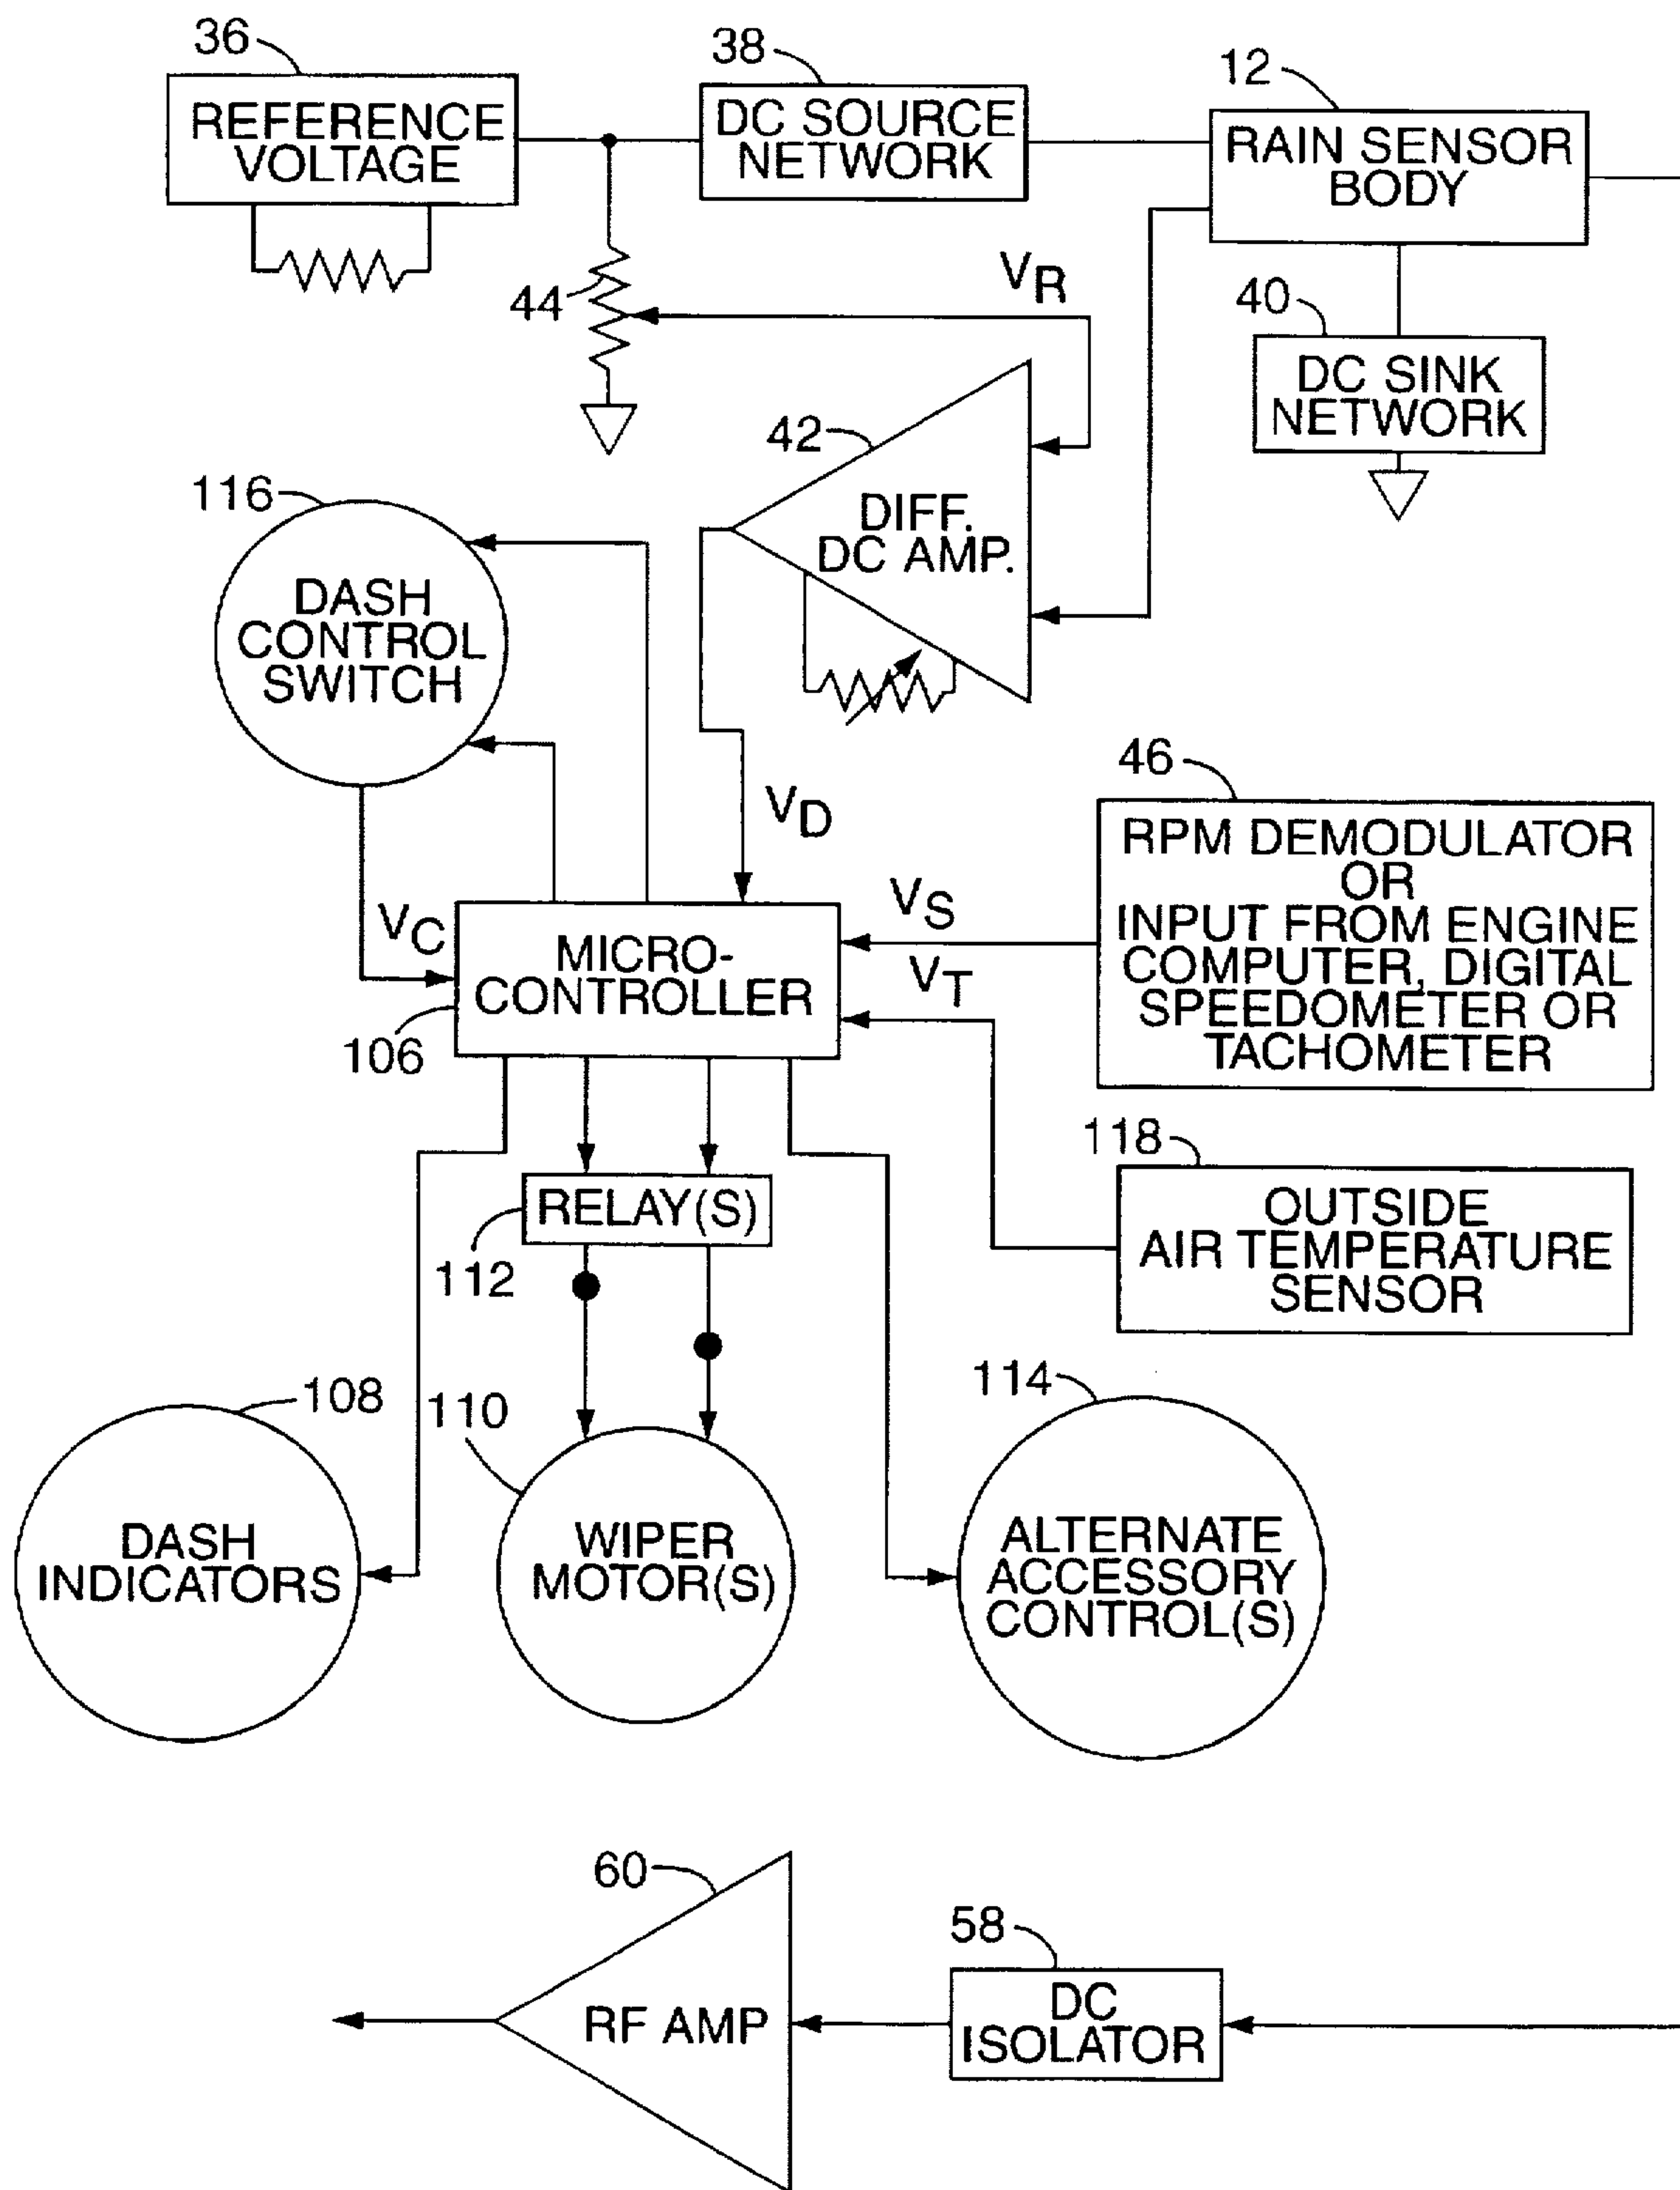 36
REFERENCE
VOLTAGE
38
DC SOURCE
NETWORK
12
RAIN SENSOR
BODY
44
VR
40
DC SINK
NETWORK
42
DIFF.
DC AMP.
116
DASH
CONTROL
SWITCH
VD
46
RPM DEMODULATOR
OR
INPUT FROM ENGINE
COMPUTER, DIGITAL
SPEEDOMETER OR
TACHOMETER
VC
VS
VT
MICRO-
CONTROLLER
106
118
OUTSIDE
AIR TEMPERATURE
SENSOR
RELAY(S)
112
108
DASH
INDICATORS
110
WIPER
MOTOR(S)
114
ALTERNATE
ACCESSORY
CONTROL(S)
60
RF AMP
58
DC
ISOLATOR